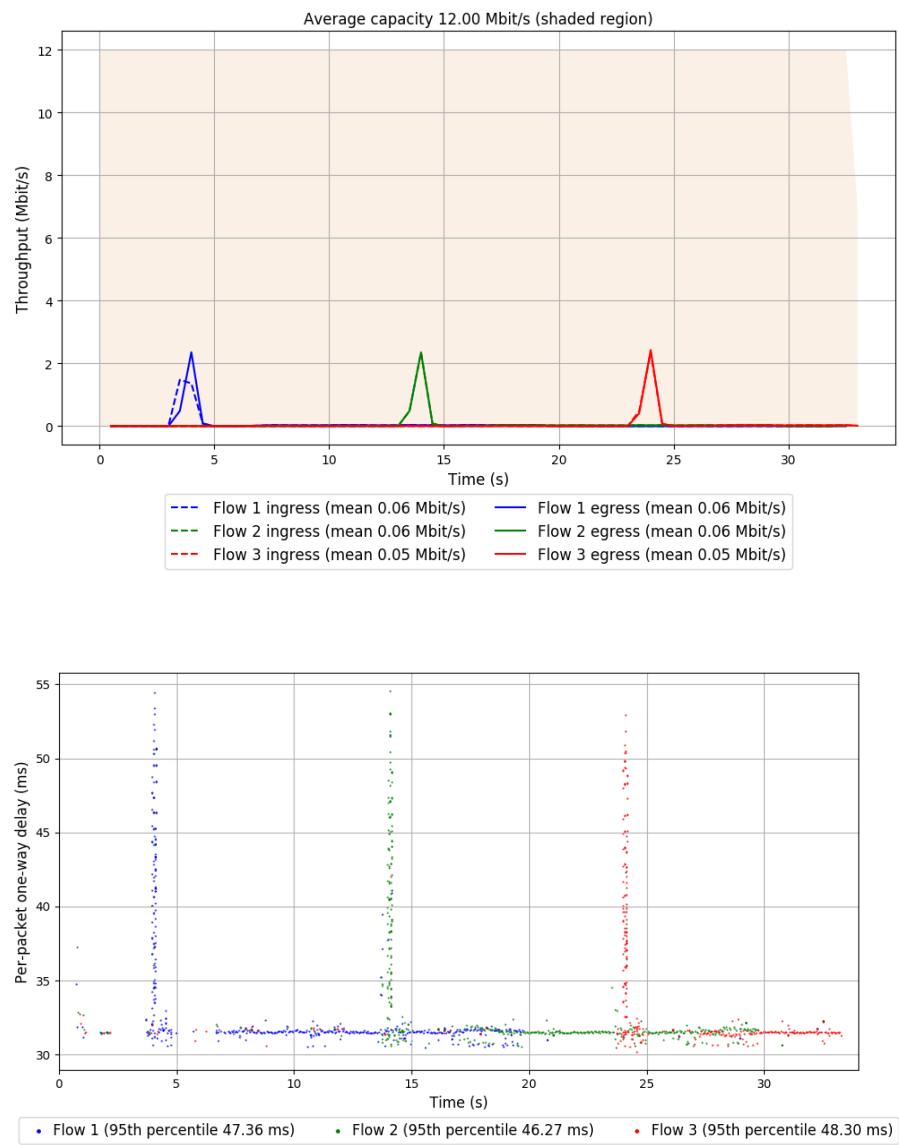 Average capacity 12.00 Mbit/s (shaded region)
12
10
8
6
4
2
0
Throughput (Mbit/s)
0 5 10 15 20 25 30
Time (s)
Flow 1 ingress (mean 0.06 Mbit/s) Flow 1 egress (mean 0.06 Mbit/s)
Flow 2 ingress (mean 0.06 Mbit/s) Flow 2 egress (mean 0.06 Mbit/s)
Flow 3 ingress (mean 0.05 Mbit/s) Flow 3 egress (mean 0.05 Mbit/s)
55
50
45
40
35
30
Per-packet one-way delay (ms)
0 5 10 15 20 25 30
Time (s)
Flow 1 (95th percentile 47.36 ms) Flow 2 (95th percentile 46.27 ms) Flow 3 (95th percentile 48.30 ms)